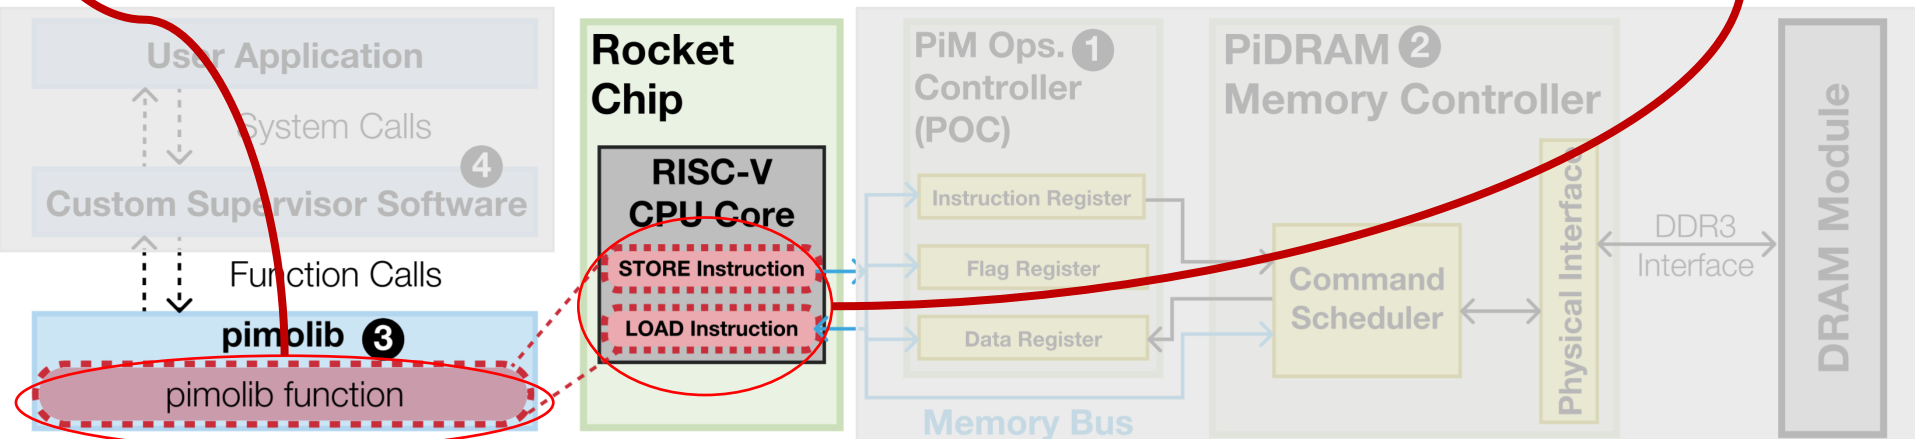 User Application
System Calls
4
Custom Supervisor Software
Function Calls
pimolib 3
pimolib function
Rocket
Chip
RISC-V
CPU Core
STORE Instruction
LOAD Instruction
PiM Ops. 1
Controller
(POC)
Instruction Register
Flag Register
Data Register
Memory Bus
PiDRAM 2
Memory Controller
Command
Scheduler
Physical Interface
DDR3
Interface
DRAM Module